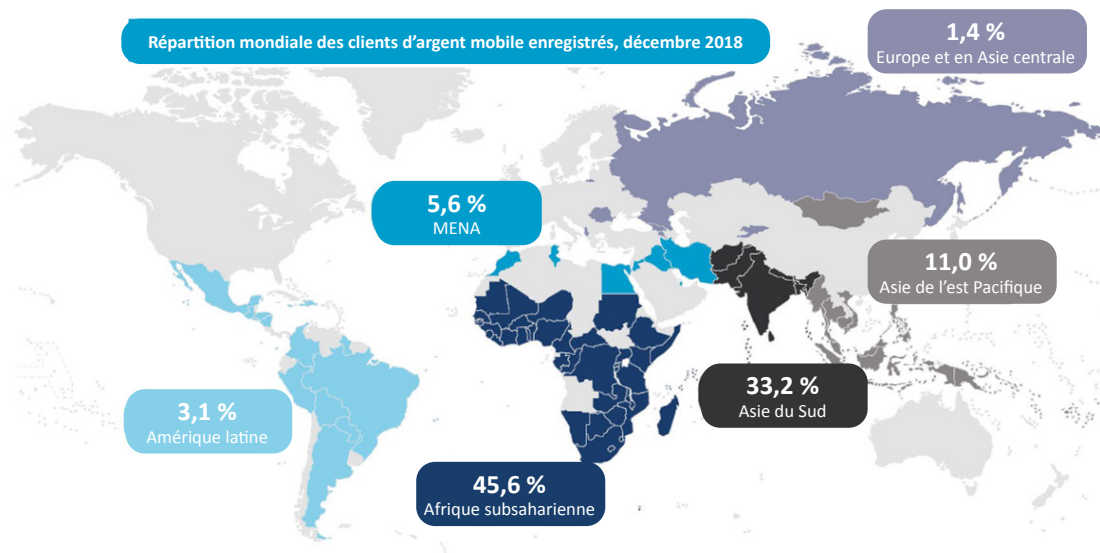 Répartition mondiale des clients d’argent mobile enregistrés, décembre 2018
1,4 %
Europe et en Asie centrale
5,6 %
MENA
11,0 %
Asie de l’est Pacifique
33,2 %
Asie du Sud
3,1 %
Amérique latine
45,6 %
Afrique subsaharienne